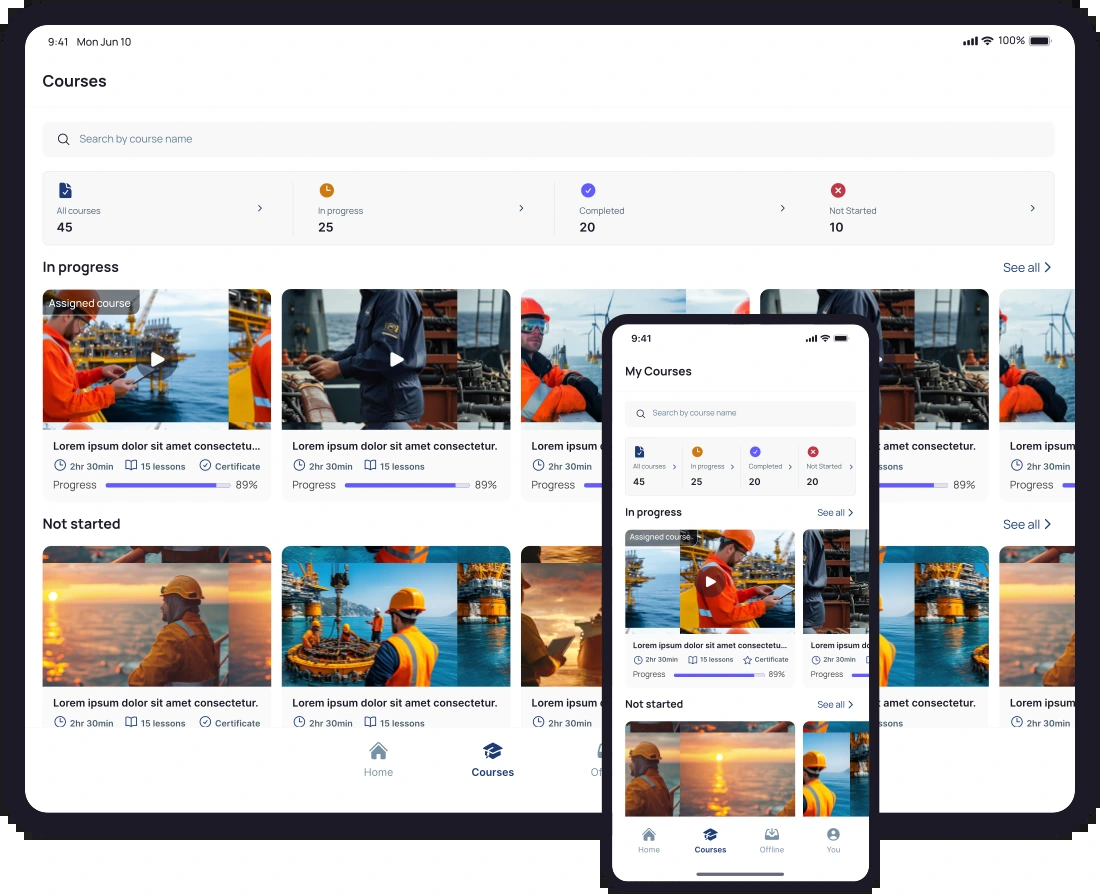 9:41 Mon Jun 10
100%
Courses
Search by course name
All courses
45
In progress
25
Completed
20
Not Started
10
In progress
See all
Assigned course
Lorem ipsum dolor sit amet consectetu...
2hr 30min 15 lessons Certificate
Progress 89%
Lorem ipsum dolor sit amet consectetur.
2hr 30min 15 lessons
Progress 89%
Lorem ips
2hr 30min
Progress
sit amet consectetur.
ssons
89%
Lorem ips
2hr 30min
Progress
Not started
See all
Lorem ipsum dolor sit amet consectetur.
2hr 30min 15 lessons Certificate
Lorem ipsum dolor sit amet consectetur.
2hr 30min 15 lessons
Lorem ips
2hr 30min
sit amet consectetur.
ssons
Lorem ips
2hr 30min
Home
Courses
Of
9:41
My Courses
Search by course name
All courses
45
In progress
25
Completed
20
Not Started
20
In progress
See all
Assigned course
Lorem ipsum dolor sit amet consectetu...
2hr 30min 15 lessons Certificate
Progress 89%
Lorem ipsum do
2hr 30min
Progress
Not started
See all
Home
Courses
Offline
You